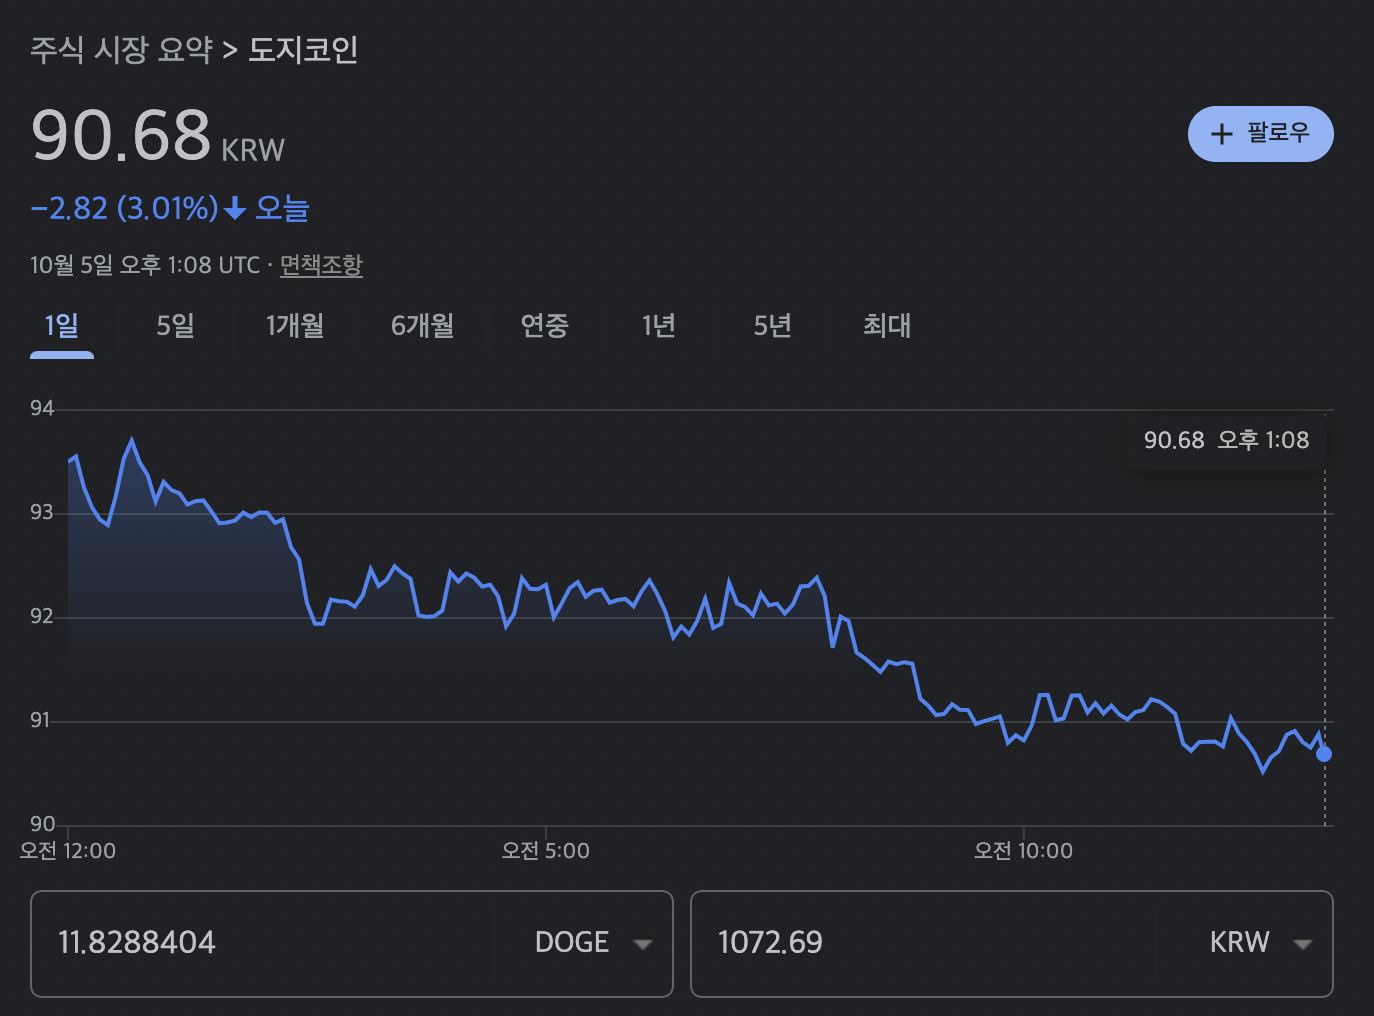 주식 시장 요약 > 도지코인
90.68 KRW
+ 팔로우
−2.82 (3.01%)↓ 오늘
10월 5일 오후 1:08 UTC · 면책조항
1일 5일 1개월 6개월 연중 1년 5년 최대
94
90.68 오후 1:08
93
92
91
90
오전 12:00 오전 5:00 오전 10:00
11.8288404 DOGE 1072.69 KRW